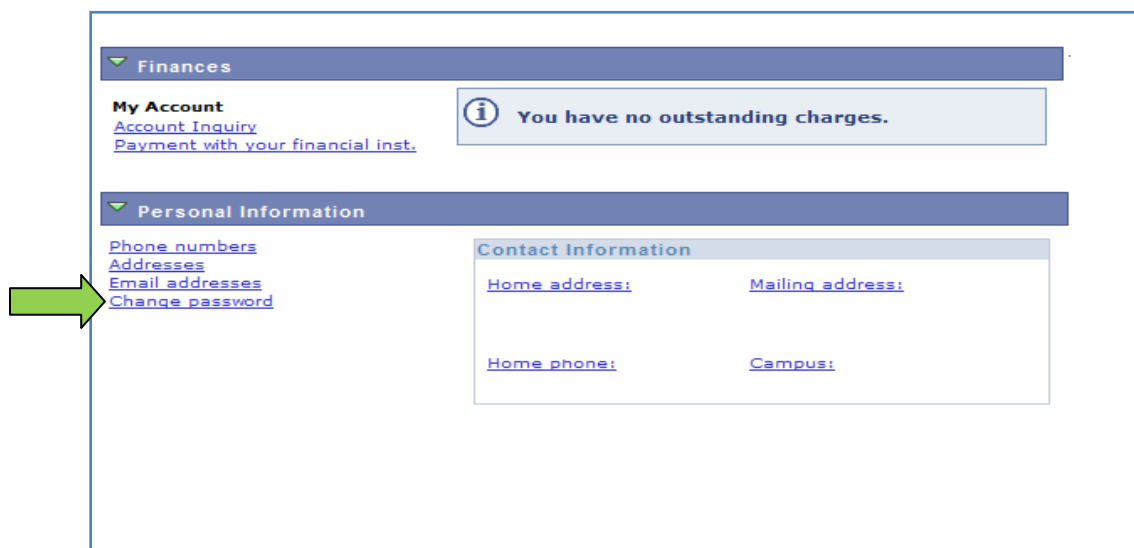 Finances
My Account
Account Inquiry
Payment with your financial inst.
You have no outstanding charges.
Personal Information
Phone numbers
Addresses
Email addresses
Change password
Contact Information
Home address: Mailing address:
Home phone: Campus: